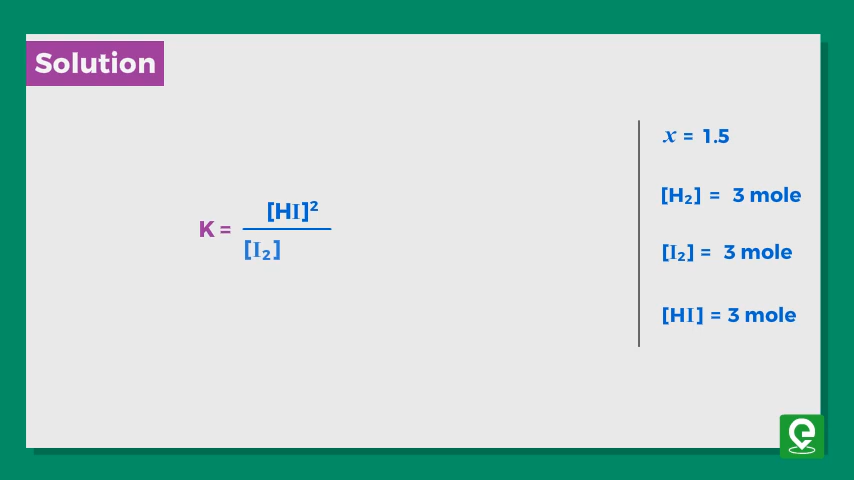 Solution
x = 1.5
[H₂] = 3 mole
K = [HI]²
[I₂]
[I₂] = 3 mole
[HI] = 3 mole